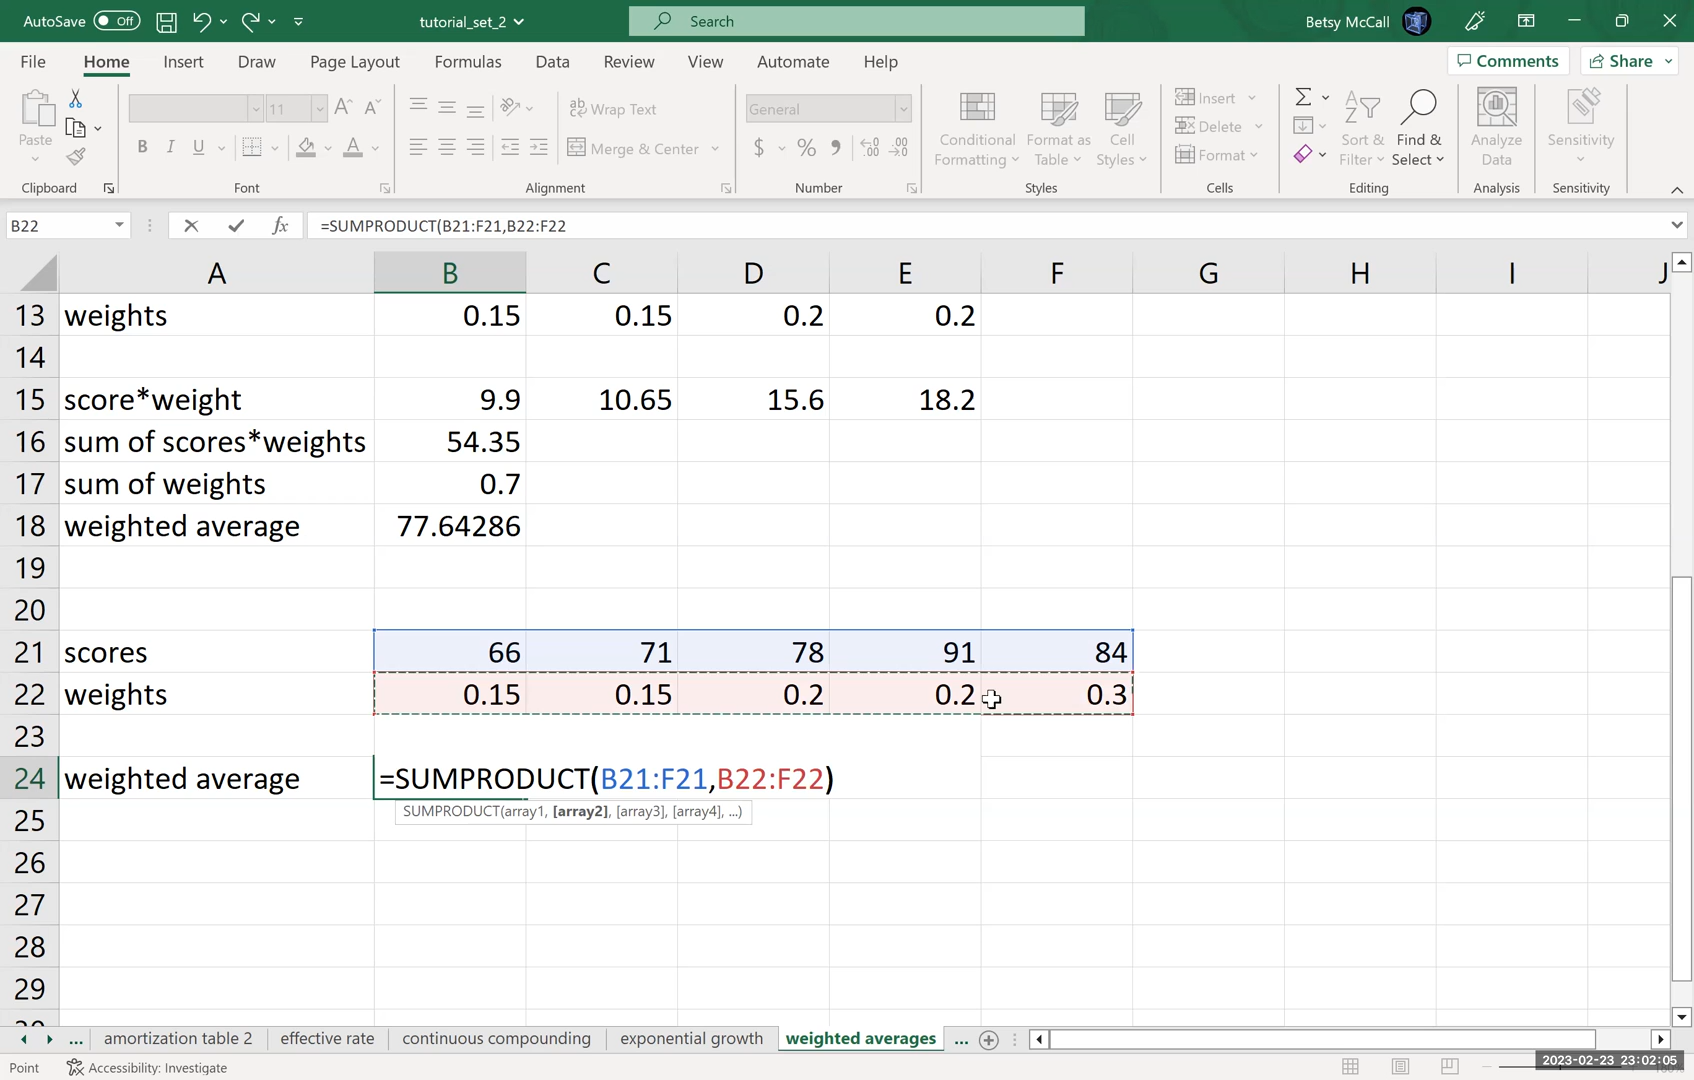 AutoSave Off tutorial_set_2 Search Betsy McCall
File Home Insert Draw Page Layout Formulas Data Review View Automate Help Comments Share
Paste 11 A A ab Wrap Text General Conditional Formatting Format as Table Cell Styles Insert Delete Format Sort & Filter Find & Select Analyze Data Sensitivity
B I U A Merge & Center $ % 9
Clipboard Font Alignment Number Styles Cells Editing Analysis Sensitivity
B22 fx =SUMPRODUCT(B21:F21,B22:F22
A B C D E F G H I J
13 weights 0.15 0.15 0.2 0.2
14
15 score*weight 9.9 10.65 15.6 18.2
16 sum of scores*weights 54.35
17 sum of weights 0.7
18 weighted average 77.64286
19
20
21 scores 66 71 78 91 84
22 weights 0.15 0.15 0.2 0.2 0.3
23
24 weighted average =SUMPRODUCT(B21:F21,B22:F22)
SUMPRODUCT(array1, [array2], [array3], [array4], ...)
25
26
27
28
29
... amortization table 2 effective rate continuous compounding exponential growth weighted averages ...
Point Accessibility: Investigate 2023-02-23 23:02:05